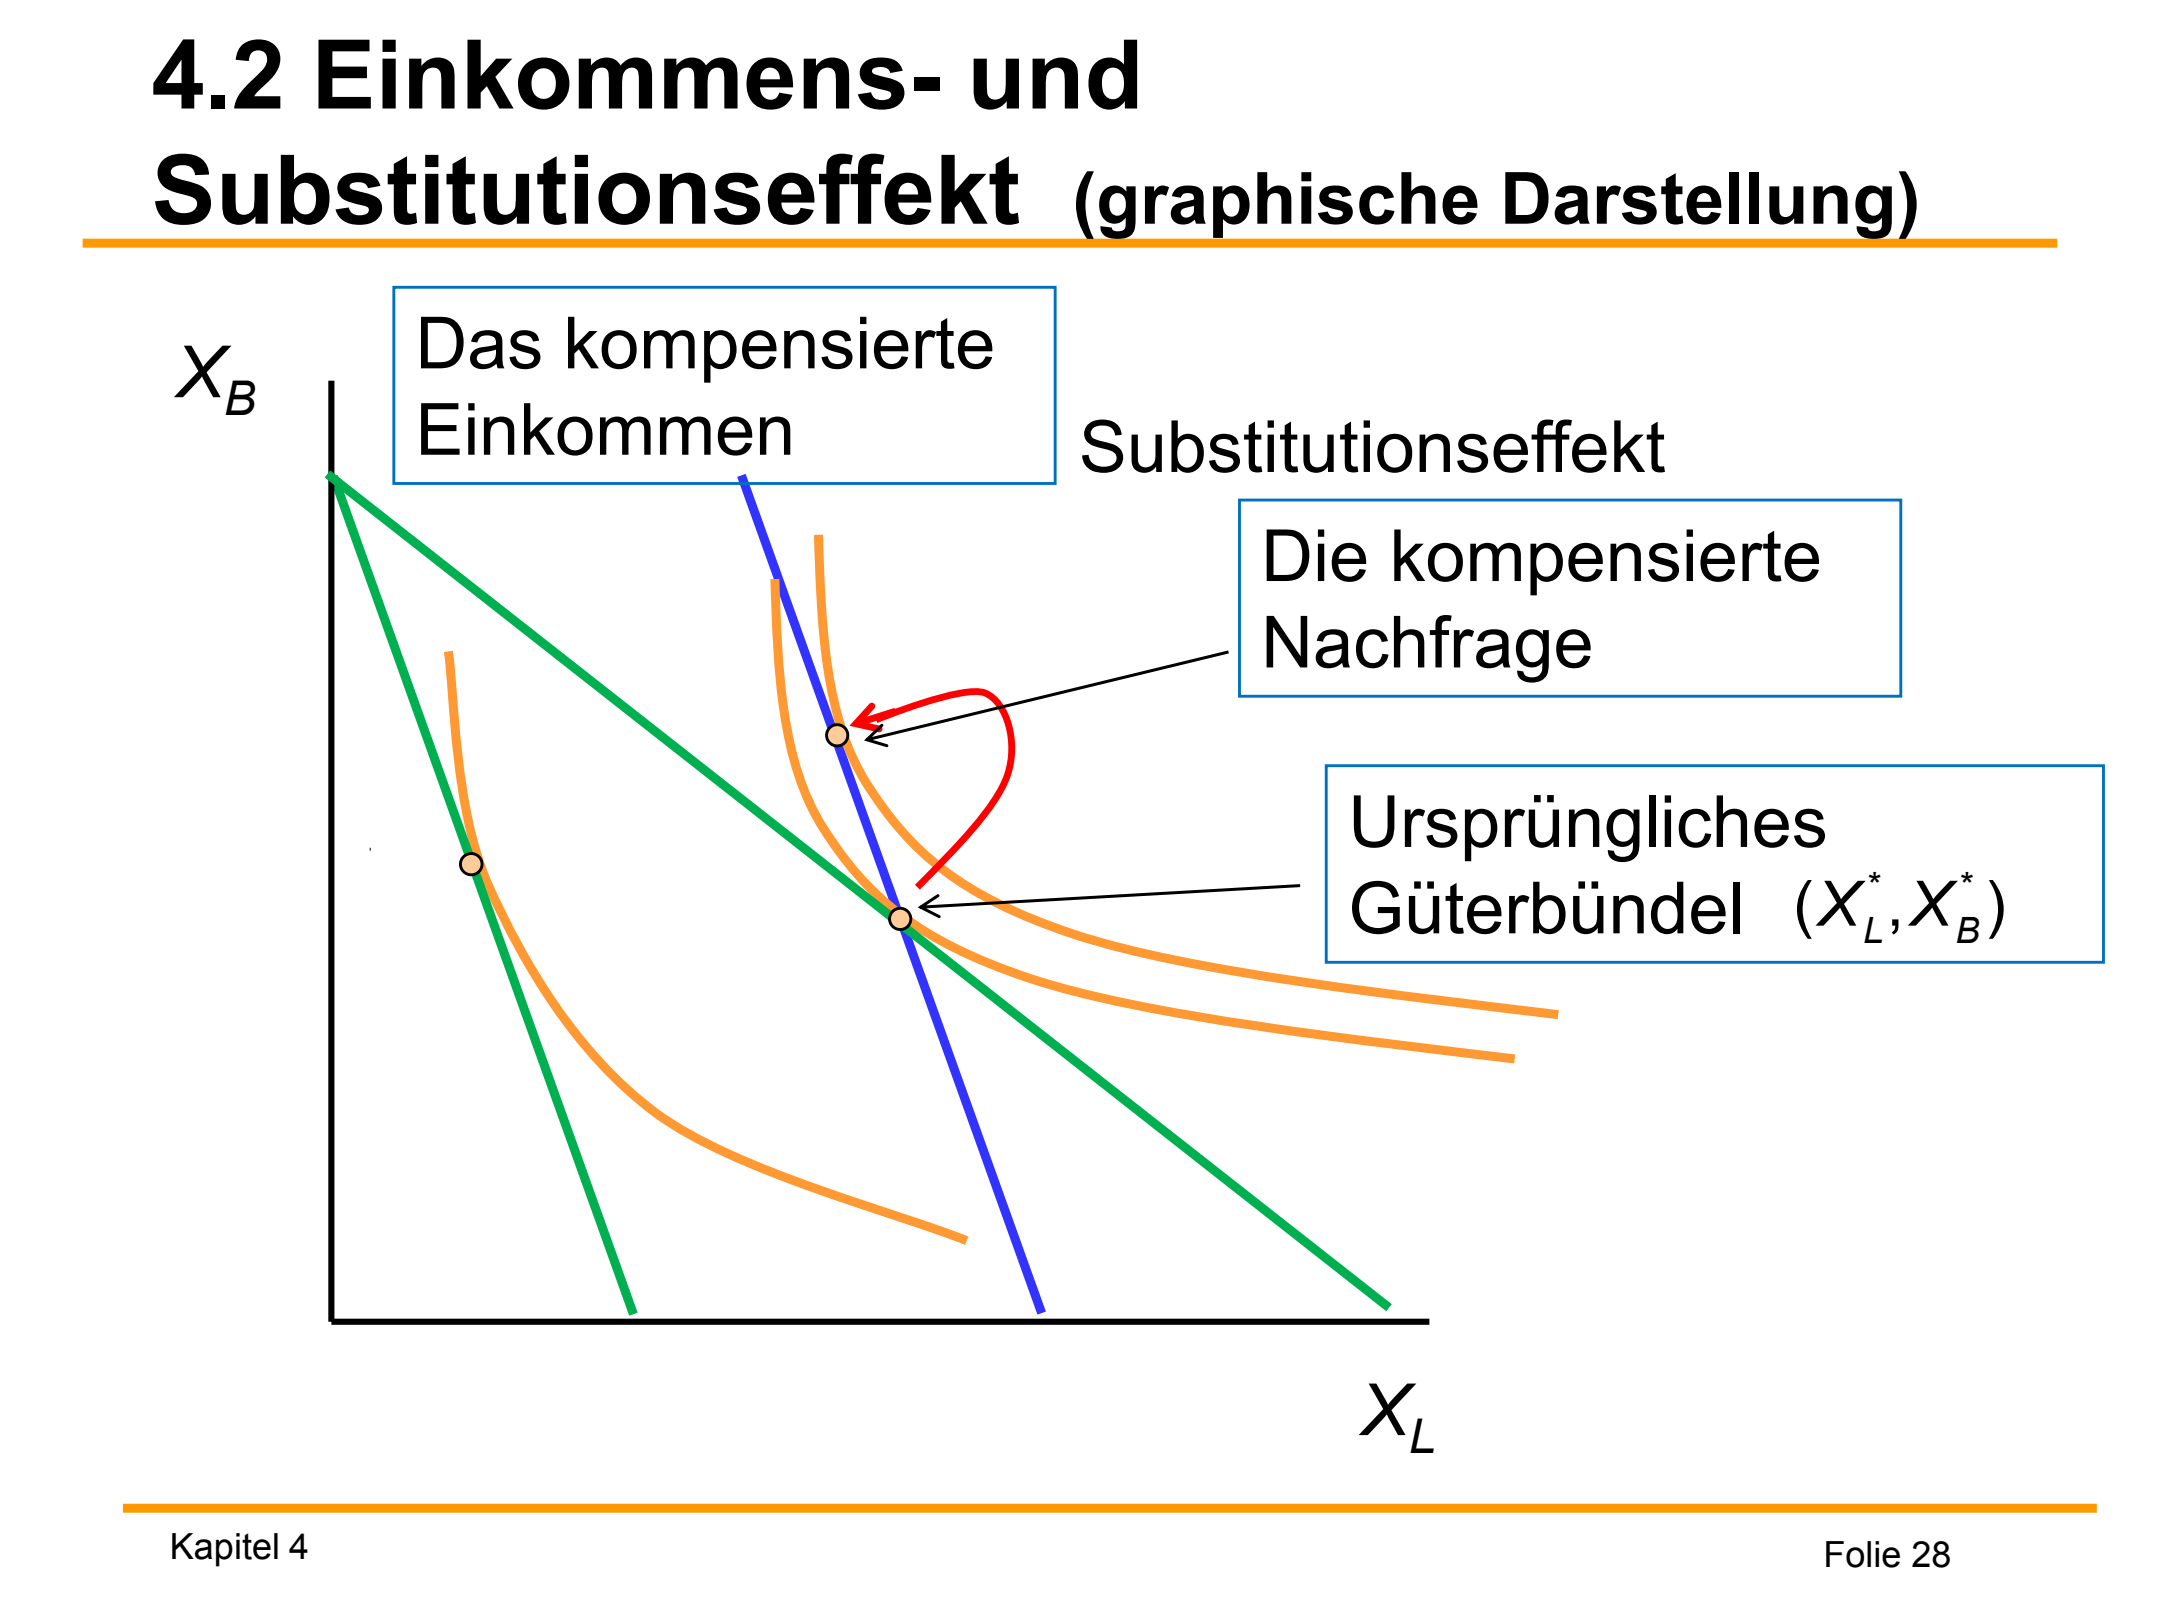 4.2 Einkommens- und
Substitutionseffekt (graphische Darstellung)
Das kompensierte
Einkommen
X_B
Substitutionseffekt
Die kompensierte
Nachfrage
Ursprüngliches
Güterbündel (X_L^*, X_B^*)
X_L
Kapitel 4
Folie 28